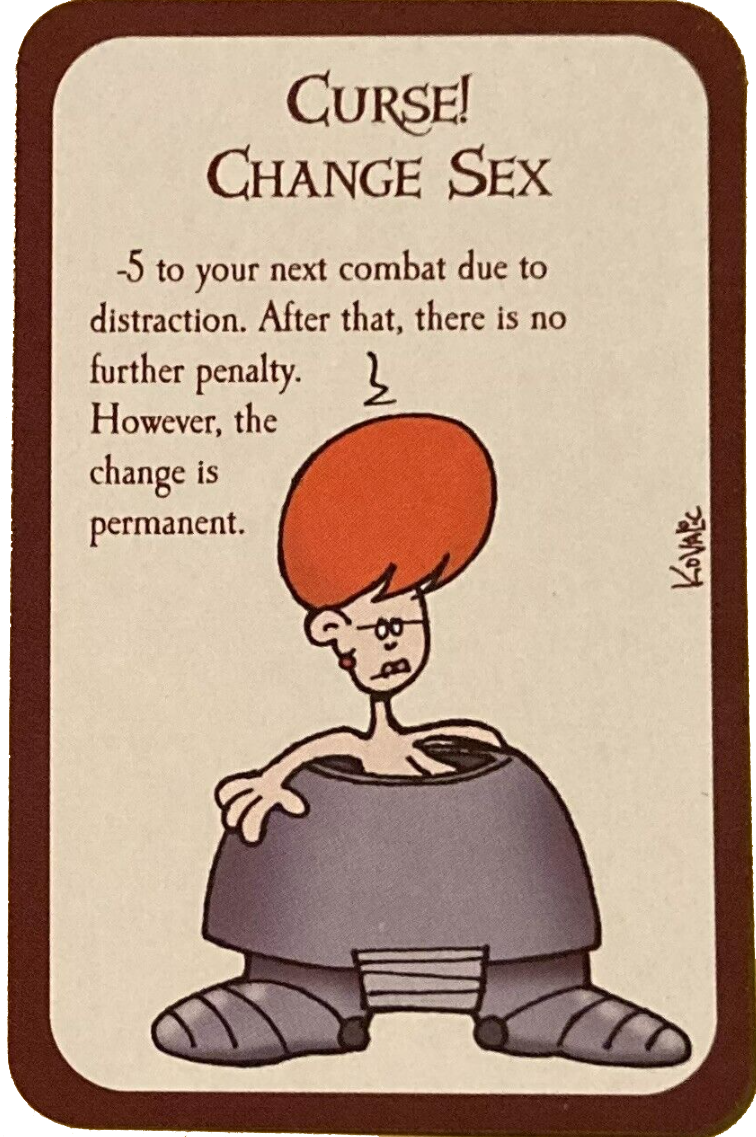 CURSE!
CHANGE SEX
-5 to your next combat due to
distraction. After that, there is no
further penalty.
However, the
change is
permanent.
KOVALIC